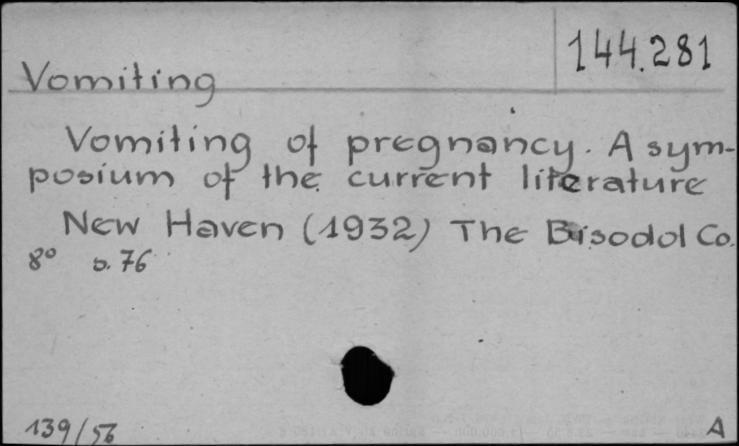 144.281
Vomiting
Vomiting of pregnancy. A sym-
posium of the current literature
New Haven (1932) The Bisodol Co.
8° s. 76
139/56
A